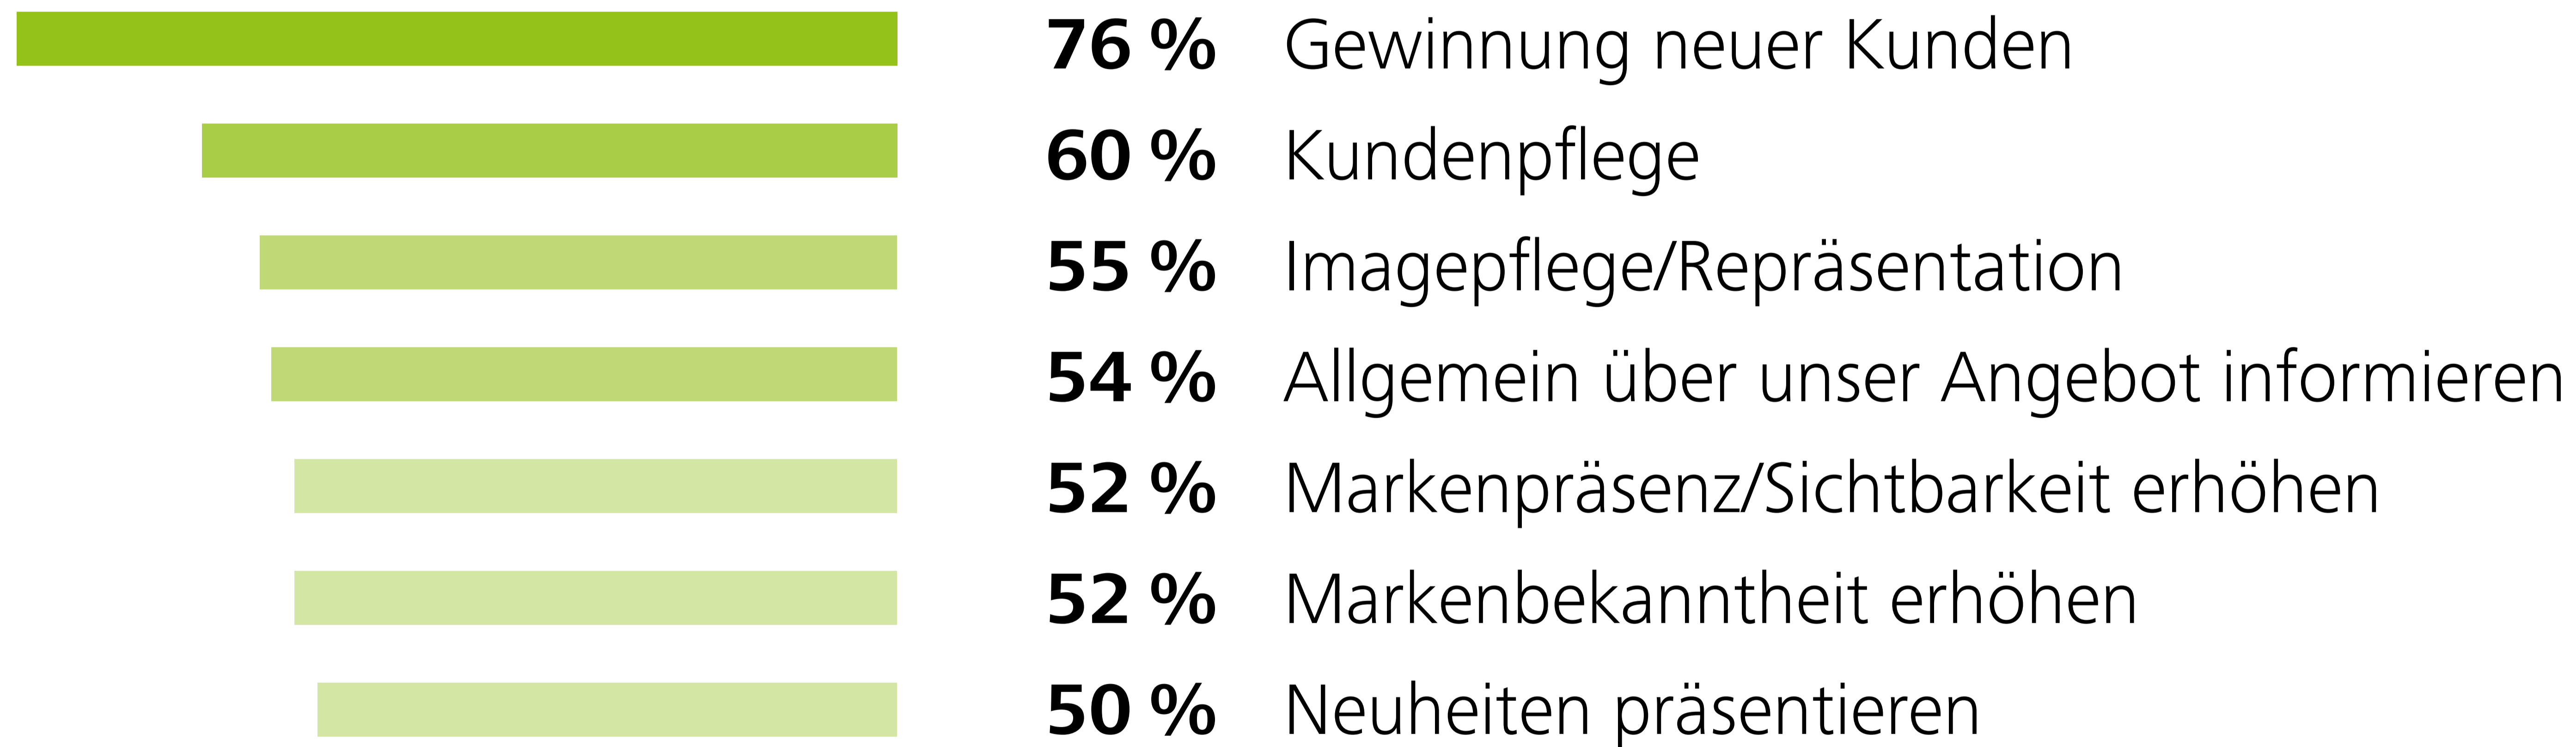 76 % Gewinnung neuer Kunden
60 % Kundenpflege
55 % Imagepflege/Repräsentation
54 % Allgemein über unser Angebot informieren
52 % Markenpräsenz/Sichtbarkeit erhöhen
52 % Markenbekanntheit erhöhen
50 % Neuheiten präsentieren